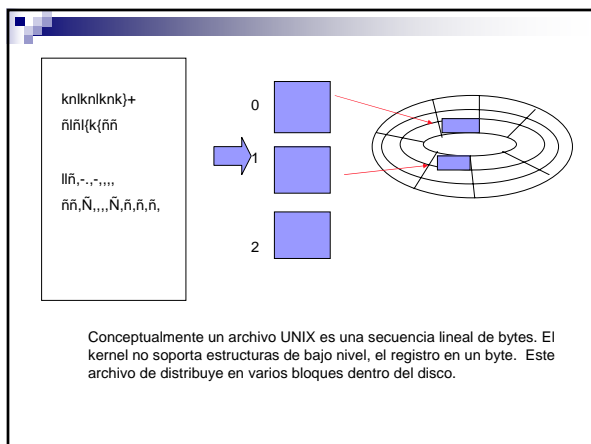 knlknlknk}+
ñlñl{k{ññ
llñ,-.,-,,,,
ññ,Ñ,,,,Ñ,ñ,ñ,ñ,
0
1
2
Conceptualmente un archivo UNIX es una secuencia lineal de bytes. El
kernel no soporta estructuras de bajo nivel, el registro en un byte.  Este
archivo de distribuye en varios bloques dentro del disco.